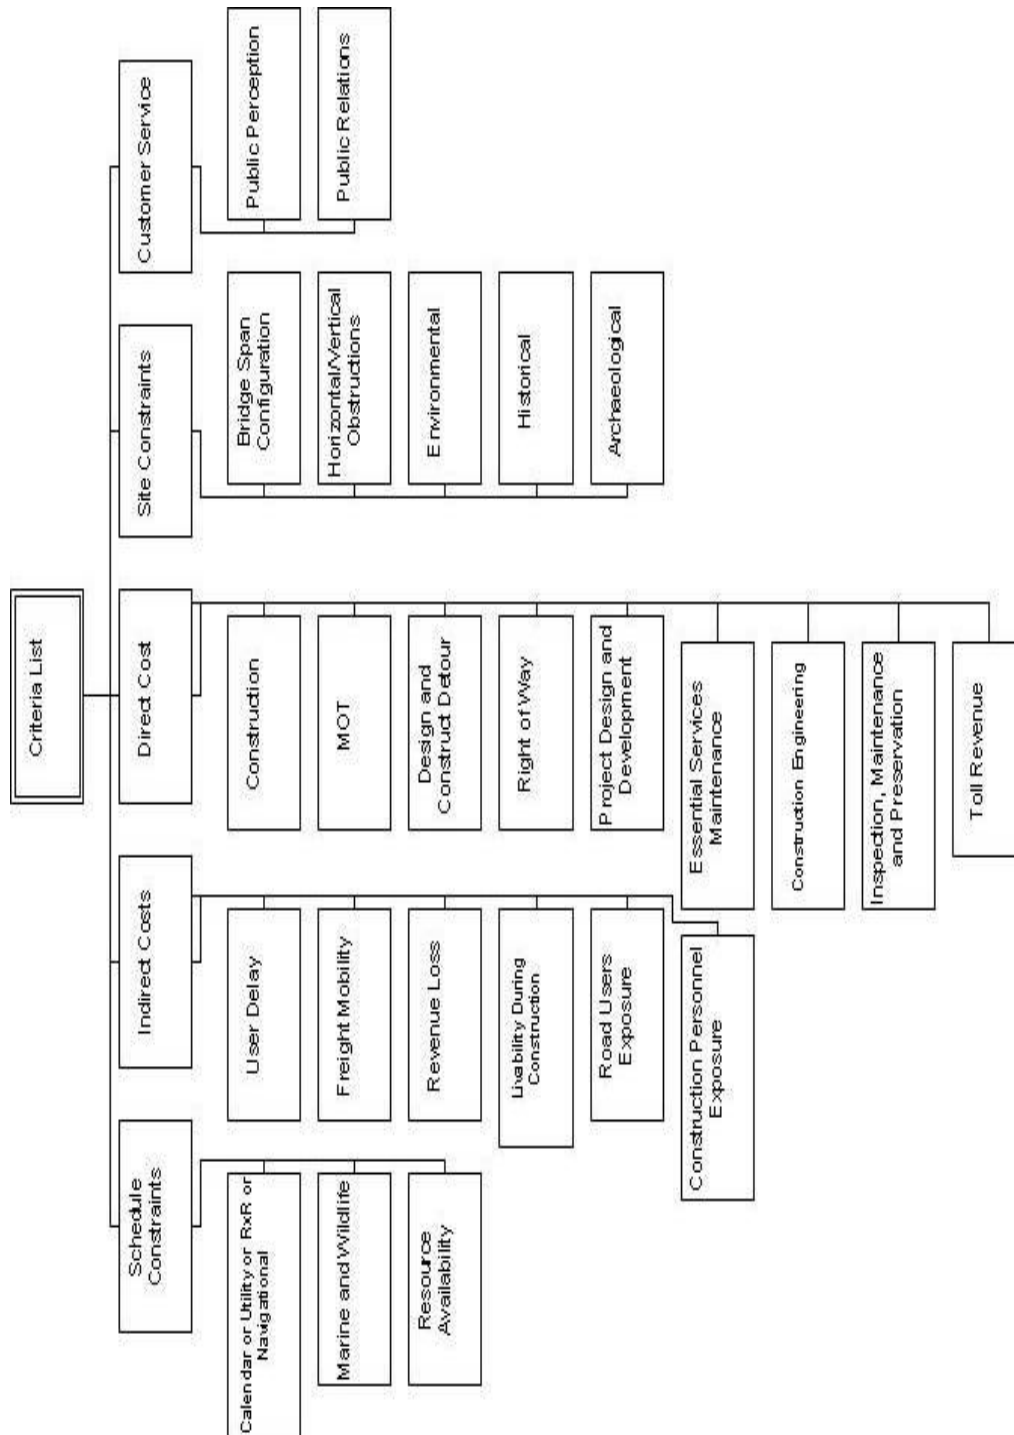 Criteria List
Schedule
Constraints
Indirect Costs
Direct Cost
Site Constraints
Customer Service
Calendar or Utility or RxR or
Navigational
Marine and Wildlife
Resource
Availability
User Delay
Freight Mobility
Revenue Loss
Livability During
Construction
Road Users
Exposure
Construction Personnel
Exposure
Construction
MOT
Design and
Construct Detour
Right of Way
Project Design and
Development
Essential Services
Maintenance
Construction Engineering
Inspection, Maintenance
and Preservation
Toll Revenue
Bridge Span
Configuration
Horizontal/Vertical
Obstructions
Environmental
Historical
Archaeological
Public Perception
Public Relations